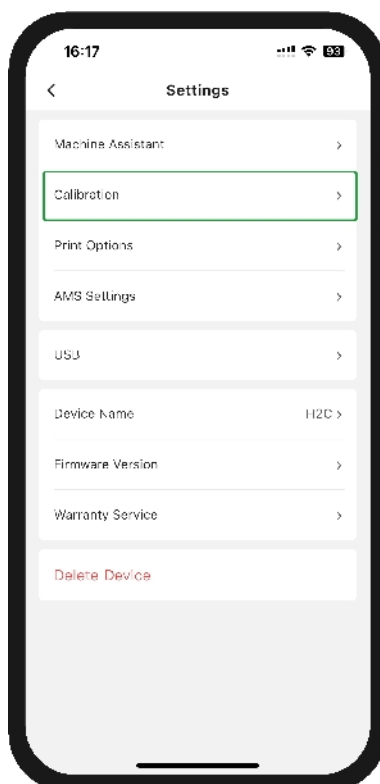 16:17
93
Settings
Machine Assistant
Calibration
Print Options
AMS Settings
USB
Device Name H2C
Firmware Version
Warranty Service
Delete Device